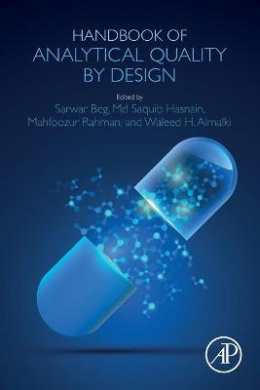 HANDBOOK OF
ANALYTICAL QUALITY
BY DESIGN
Edited by
Sarwar Beg, Md Saquib Hasnain,
Mahfoozur Rahman, and Waleed H. Almalki
AP